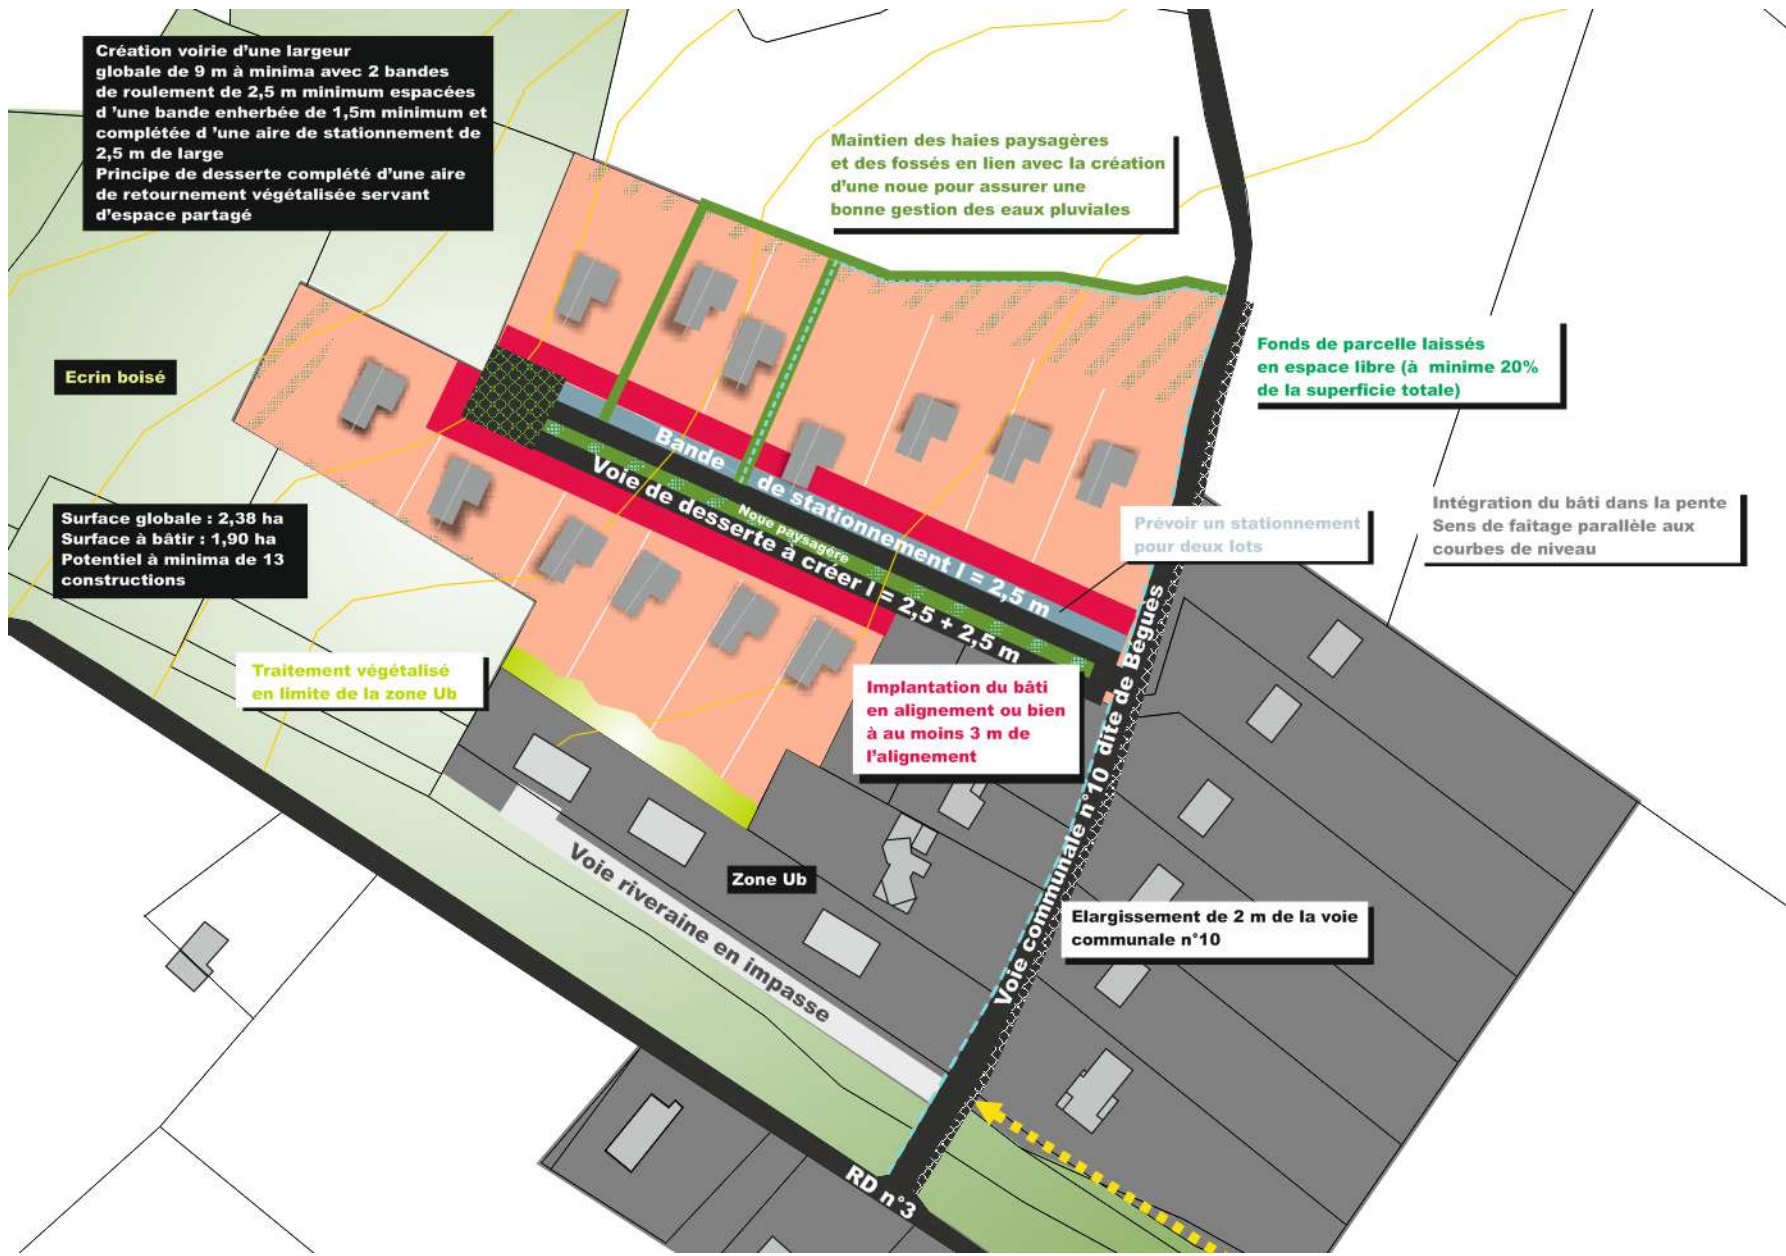 Création voirie d'une largeur
globale de 9 m à minima avec 2 bandes
de roulement de 2,5 m minimum espacées
d 'une bande enherbée de 1,5m minimum et
complétée d 'une aire de stationnement de
2,5 m de large
Principe de desserte complété d'une aire
de retournement végétalisée servant
d'espace partagé
Maintien des haies paysagères
et des fossés en lien avec la création
d'une noue pour assurer une
bonne gestion des eaux pluviales
Fonds de parcelle laissés
en espace libre (à minime 20%
de la superficie totale)
Ecrin boisé
Bande
de stationnement l = 2,5 m
Noue paysagère
Voie de desserte à créer l = 2,5 + 2,5 m
Surface globale : 2,38 ha
Surface à bâtir : 1,90 ha
Potentiel à minima de 13
constructions
Prévoir un stationnement
pour deux lots
Intégration du bâti dans la pente
Sens de faitage parallèle aux
courbes de niveau
Traitement végétalisé
en limite de la zone Ub
Implantation du bâti
en alignement ou bien
à au moins 3 m de
l'alignement
Voie communale n°10 dite de Bégues
Zone Ub
Voie riveraine en impasse
Elargissement de 2 m de la voie
communale n°10
RD n°3